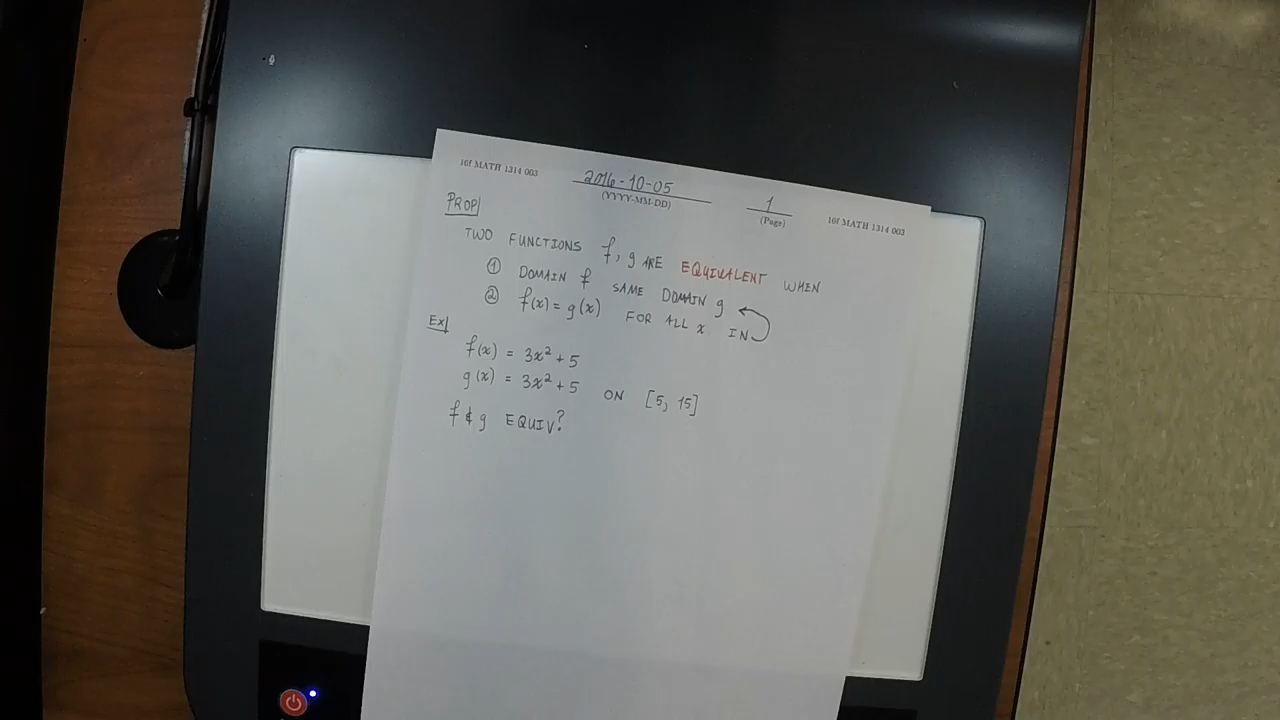 16f MATH 1314 003
2016-10-05
(YYYY-MM-DD)
1
(Page)
16f MATH 1314 003
PROP
TWO FUNCTIONS f, g ARE EQUIVALENT WHEN
① DOMAIN f SAME DOMAIN g
② f(x) = g(x) FOR ALL x IN
EX
f(x) = 3x² + 5
g(x) = 3x² + 5 ON [5, 15]
f & g EQUIV?